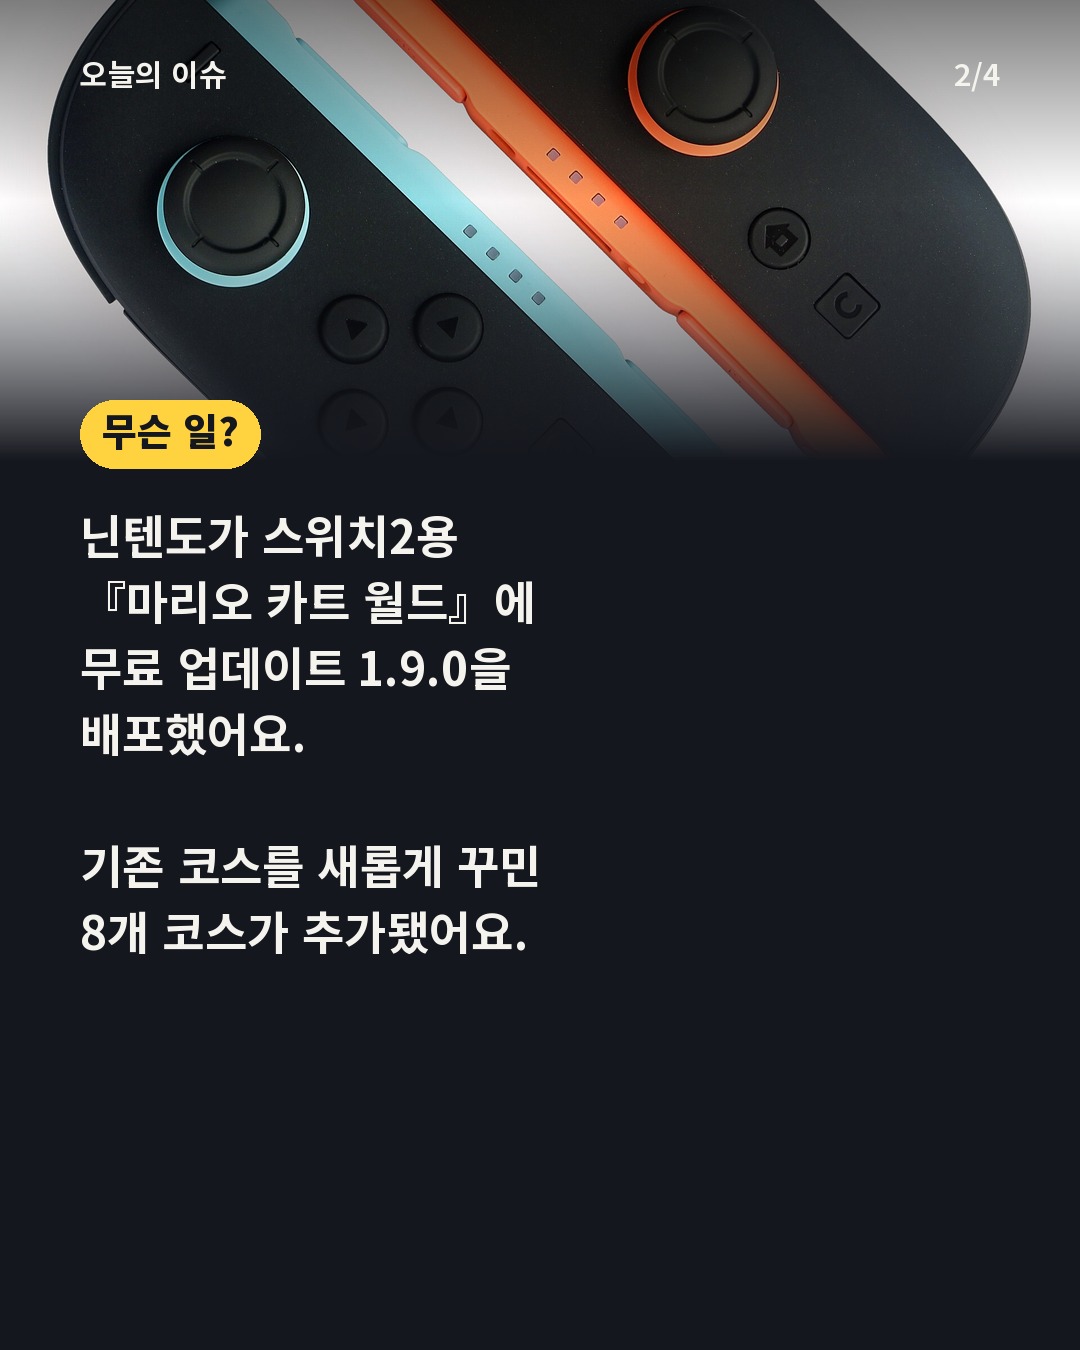 오늘의 이슈
2/4
무슨 일?
닌텐도가 스위치2용
『마리오 카트 월드』에
무료 업데이트 1.9.0을
배포했어요.
기존 코스를 새롭게 꾸민
8개 코스가 추가됐어요.